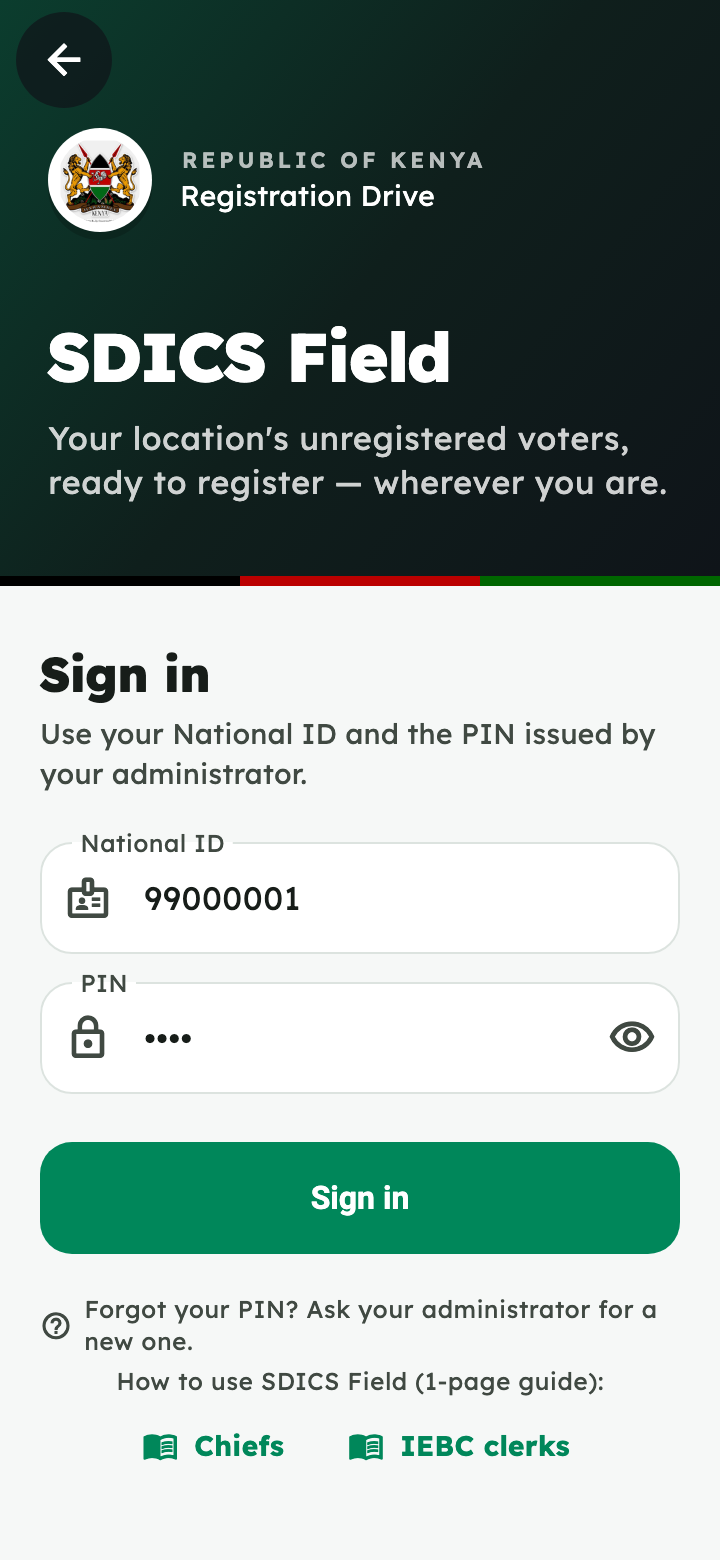 REPUBLIC OF KENYA
Registration Drive
SDICS Field
Your location's unregistered voters,
ready to register — wherever you are.
Sign in
Use your National ID and the PIN issued by
your administrator.
National ID
99000001
PIN
••••
Sign in
Forgot your PIN? Ask your administrator for a
new one.
How to use SDICS Field (1-page guide):
Chiefs
IEBC clerks